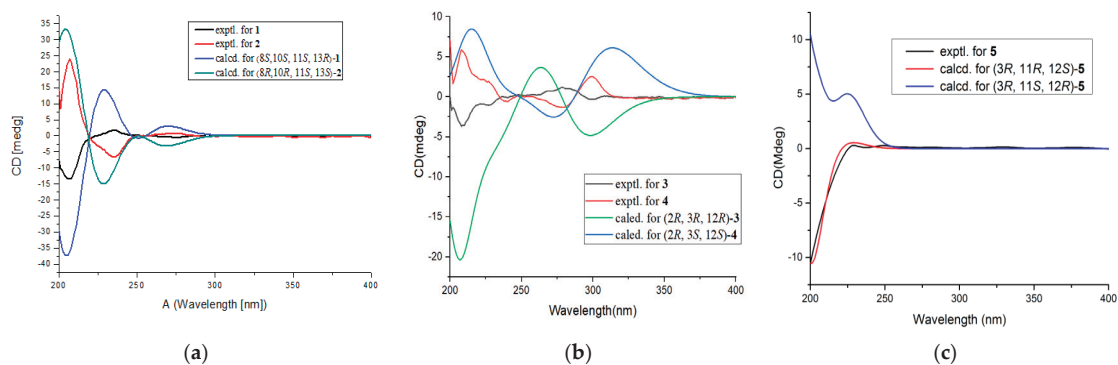 35
30
25
20
15
10
5
0
-5
-10
-15
-20
-25
-30
-35
-40
CD [medg]
exptl. for 1
exptl. for 2
calcd. for (8S,10S, 11S, 13R)-1
calcd. for (8R,10R, 11S, 13S)-2
200 250 300 350 400
A (Wavelength [nm])
(a)
10
5
0
-5
-10
-15
-20
CD(mdeg)
exptl. for 3
exptl. for 4
caled. for (2R, 3R, 12R)-3
caled. for (2R, 3S, 12S)-4
200 250 300 350 400
Wavelength(nm)
(b)
10
5
0
-5
-10
CD(Mdeg)
exptl. for 5
calcd. for (3R, 11R, 12S)-5
calcd. for (3R, 11S, 12R)-5
200 250 300 350 400
Wavelength (nm)
(c)